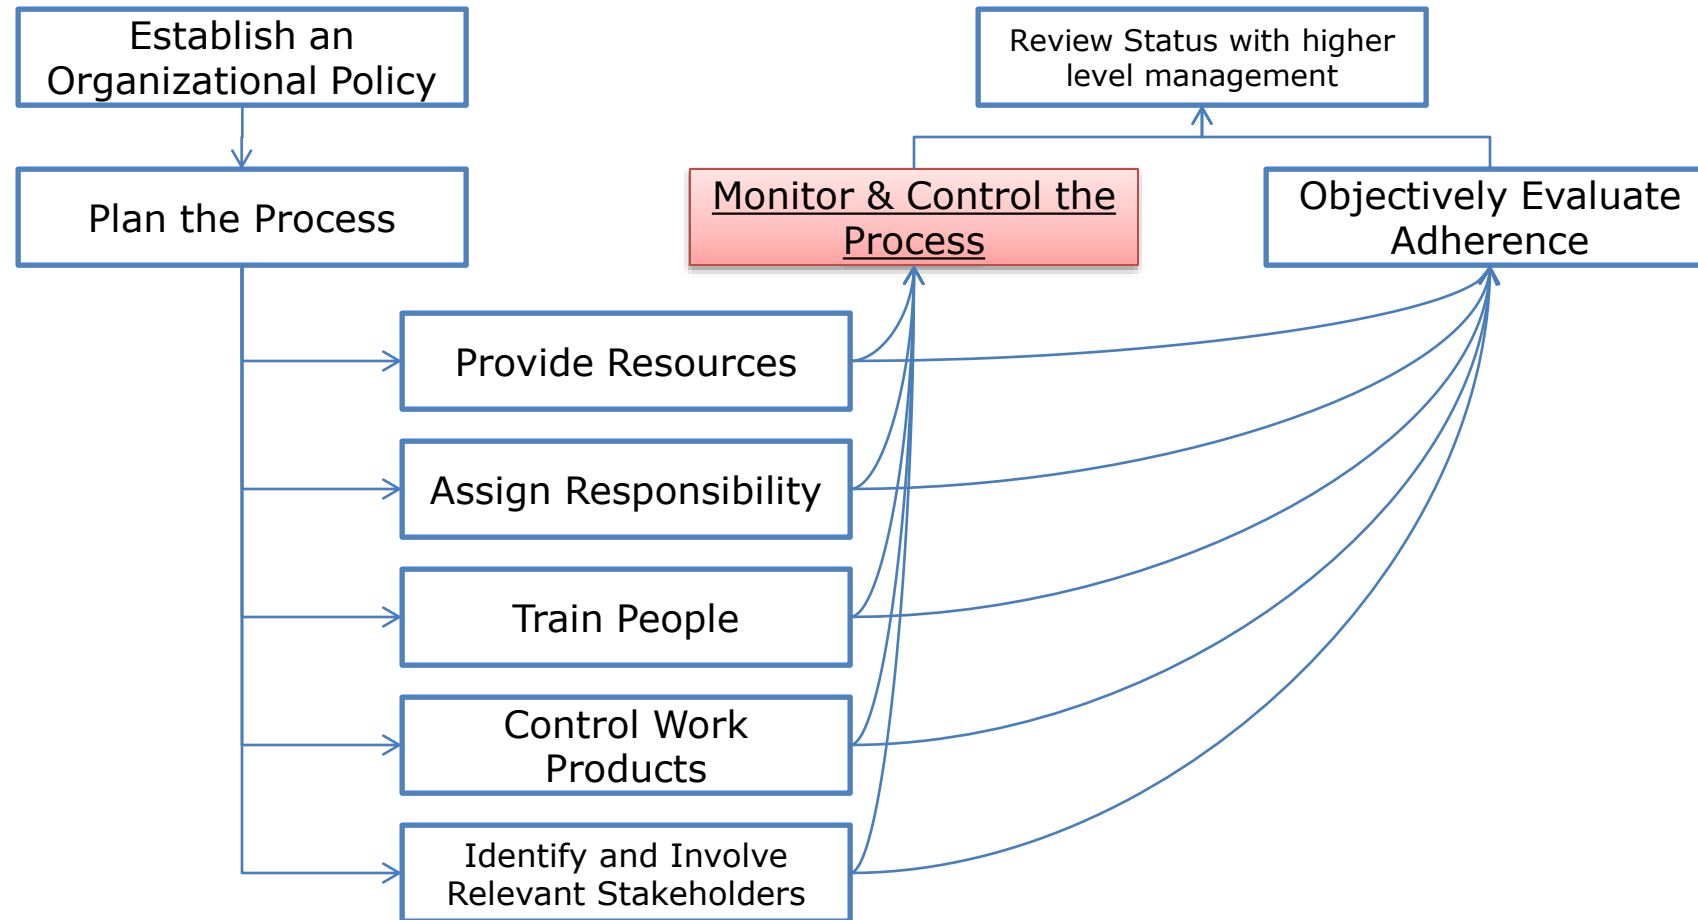 Establish an
Organizational Policy
Review Status with higher
level management
Plan the Process
Monitor & Control the
Process
Objectively Evaluate
Adherence
Provide Resources
Assign Responsibility
Train People
Control Work
Products
Identify and Involve
Relevant Stakeholders